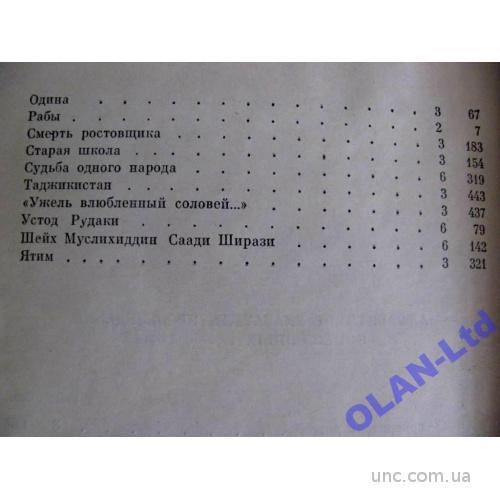 Одина . . . . . . . . . . . . . 3 67
Рабы . . . . . . . . . . . . . 2 7
Смерть ростовщика . . . . . . . . . 3 183
Старая школа . . . . . . . . . . 3 154
Судьба одного народа . . . . . . . . 6 319
Таджикистан . . . . . . . . . . 3 443
«Ужель влюбленный соловей...» . . . . . . 3 437
Устод Рудаки . . . . . . . . . . 6 79
Шейх Муслихиддин Саади Ширази . . . . . 6 142
Ятим . . . . . . . . . . . . . 3 321
OLAN-Ltd
unc.com.ua